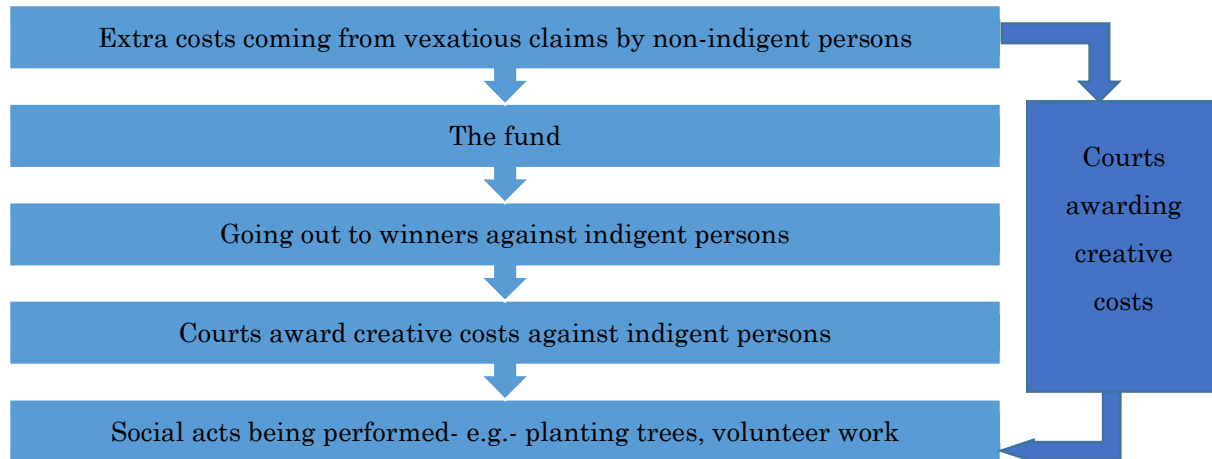 Extra costs coming from vexatious claims by non-indigent persons
The fund
Going out to winners against indigent persons
Courts award creative costs against indigent persons
Social acts being performed- e.g.- planting trees, volunteer work
Courts
awarding
creative
costs